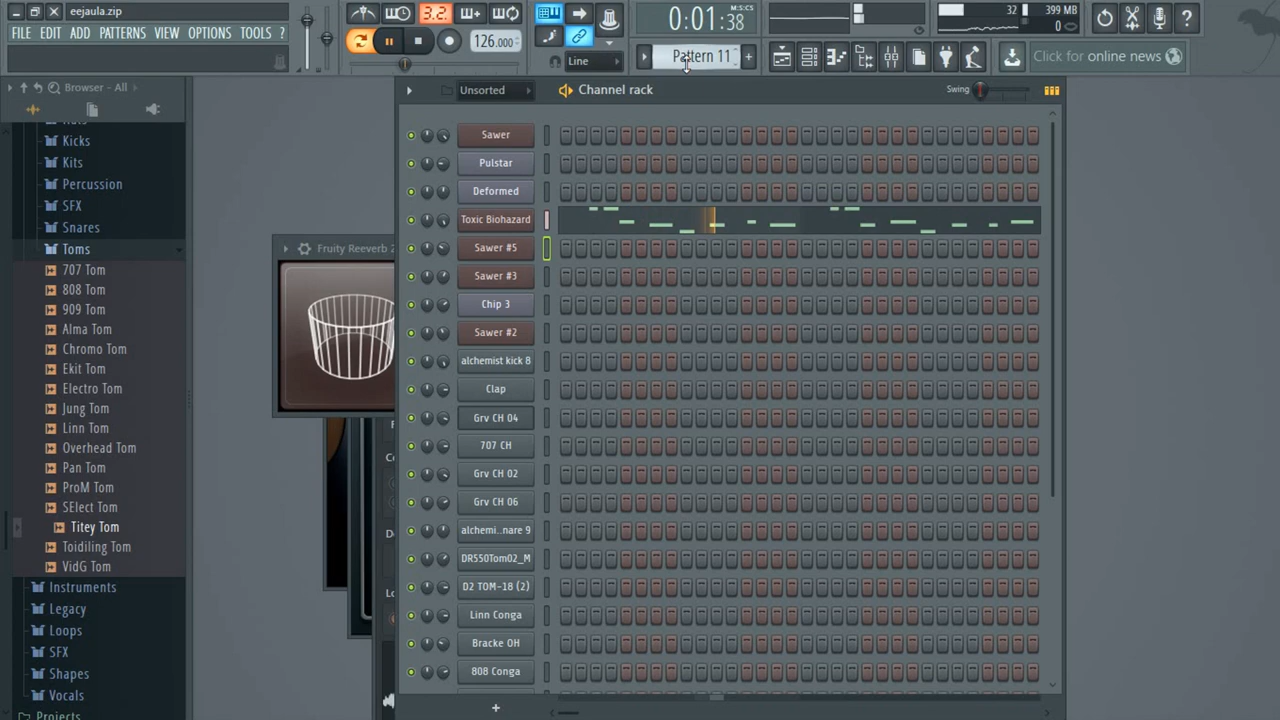 eejaula.zip
FILE EDIT ADD PATTERNS VIEW OPTIONS TOOLS ?
3.2
126.000
0:01:38
M:S:CS
Line
Pattern 11
32
399 MB
0
Click for online news
Browser - All
Kicks
Kits
Percussion
SFX
Snares
Toms
707 Tom
808 Tom
909 Tom
Alma Tom
Chromo Tom
Ekit Tom
Electro Tom
Jung Tom
Linn Tom
Overhead Tom
Pan Tom
ProM Tom
SElect Tom
Titey Tom
Toidiling Tom
VidG Tom
Instruments
Legacy
Loops
SFX
Shapes
Vocals
Projects
Fruity Reeverb 2
Unsorted
Channel rack
Swing
Sawer
Pulstar
Deformed
Toxic Biohazard
Sawer #5
Sawer #3
Chip 3
Sawer #2
alchemist kick 8
Clap
Grv CH 04
707 CH
Grv CH 02
Grv CH 06
alchemi..nare 9
DR550Tom02_M
D2 TOM-18 (2)
Linn Conga
Bracke OH
808 Conga